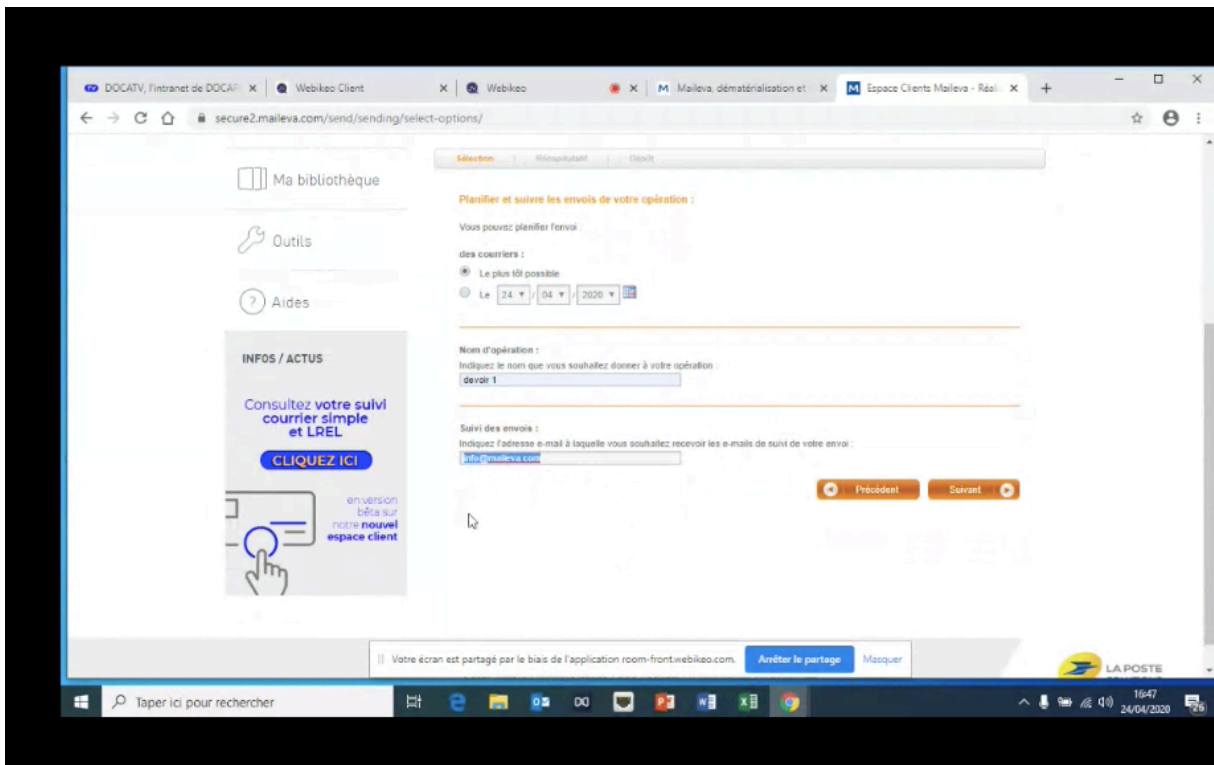 DOCATV, l'intranet de DOCAP
Webikeo Client
Webikeo
Maileva, dématérialisation et
Espace Clients Maileva - Réal
secure2.maileva.com/send/sending/select-options/
Sélection | Récapitulatif | Dépôt
Ma bibliothèque
Outils
Aides
INFOS / ACTUS
Consultez votre suivi
courrier simple
et LREL
CLIQUEZ ICI
en version
bêta sur
notre nouvel
espace client
Planifier et suivre les envois de votre opération :
Vous pouvez planifier l'envoi
des courriers :
Le plus tôt possible
Le 24 / 04 / 2020
Nom d'opération :
Indiquez le nom que vous souhaitez donner à votre opération :
devoir 1
Suivi des envois :
Indiquez l'adresse e-mail à laquelle vous souhaitez recevoir les e-mails de suivi de votre envoi :
info@maileva.com
Précédent Suivant
Votre écran est partagé par le biais de l'application room-front.webikeo.com. Arrêter le partage Masquer
LA POSTE
Taper ici pour rechercher
16:47
24/04/2020
26